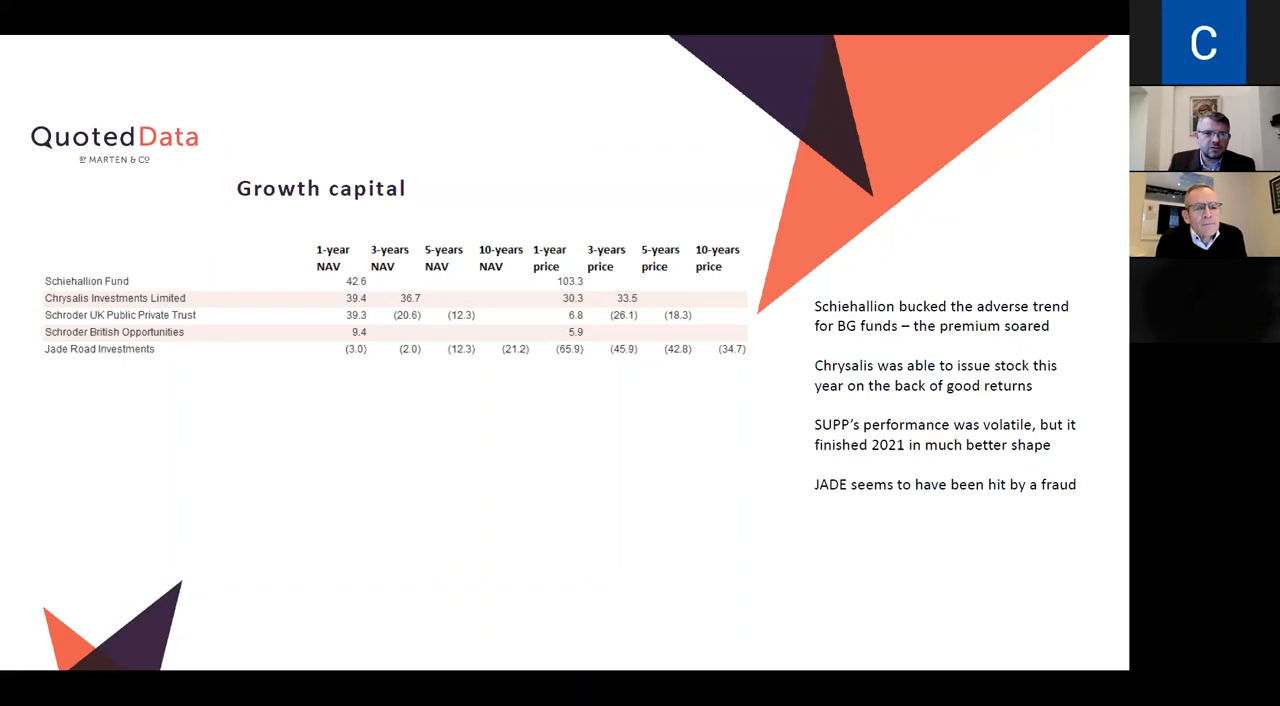 C
QuotedData
BY MARTEN & CO
Growth capital
1-year 3-years 5-years 10-years 1-year 3-years 5-years 10-years
NAV NAV NAV NAV price price price price
Schiehallion Fund 42.6 103.3
Chrysalis Investments Limited 39.4 36.7 30.3 33.5
Schroder UK Public Private Trust 39.3 (20.6) (12.3) 6.8 (26.1) (18.3)
Schroder British Opportunities 9.4 5.9
Jade Road Investments (3.0) (2.0) (12.3) (21.2) (65.9) (45.9) (42.8) (34.7)
Schiehallion bucked the adverse trend
for BG funds – the premium soared
Chrysalis was able to issue stock this
year on the back of good returns
SUPP’s performance was volatile, but it
finished 2021 in much better shape
JADE seems to have been hit by a fraud